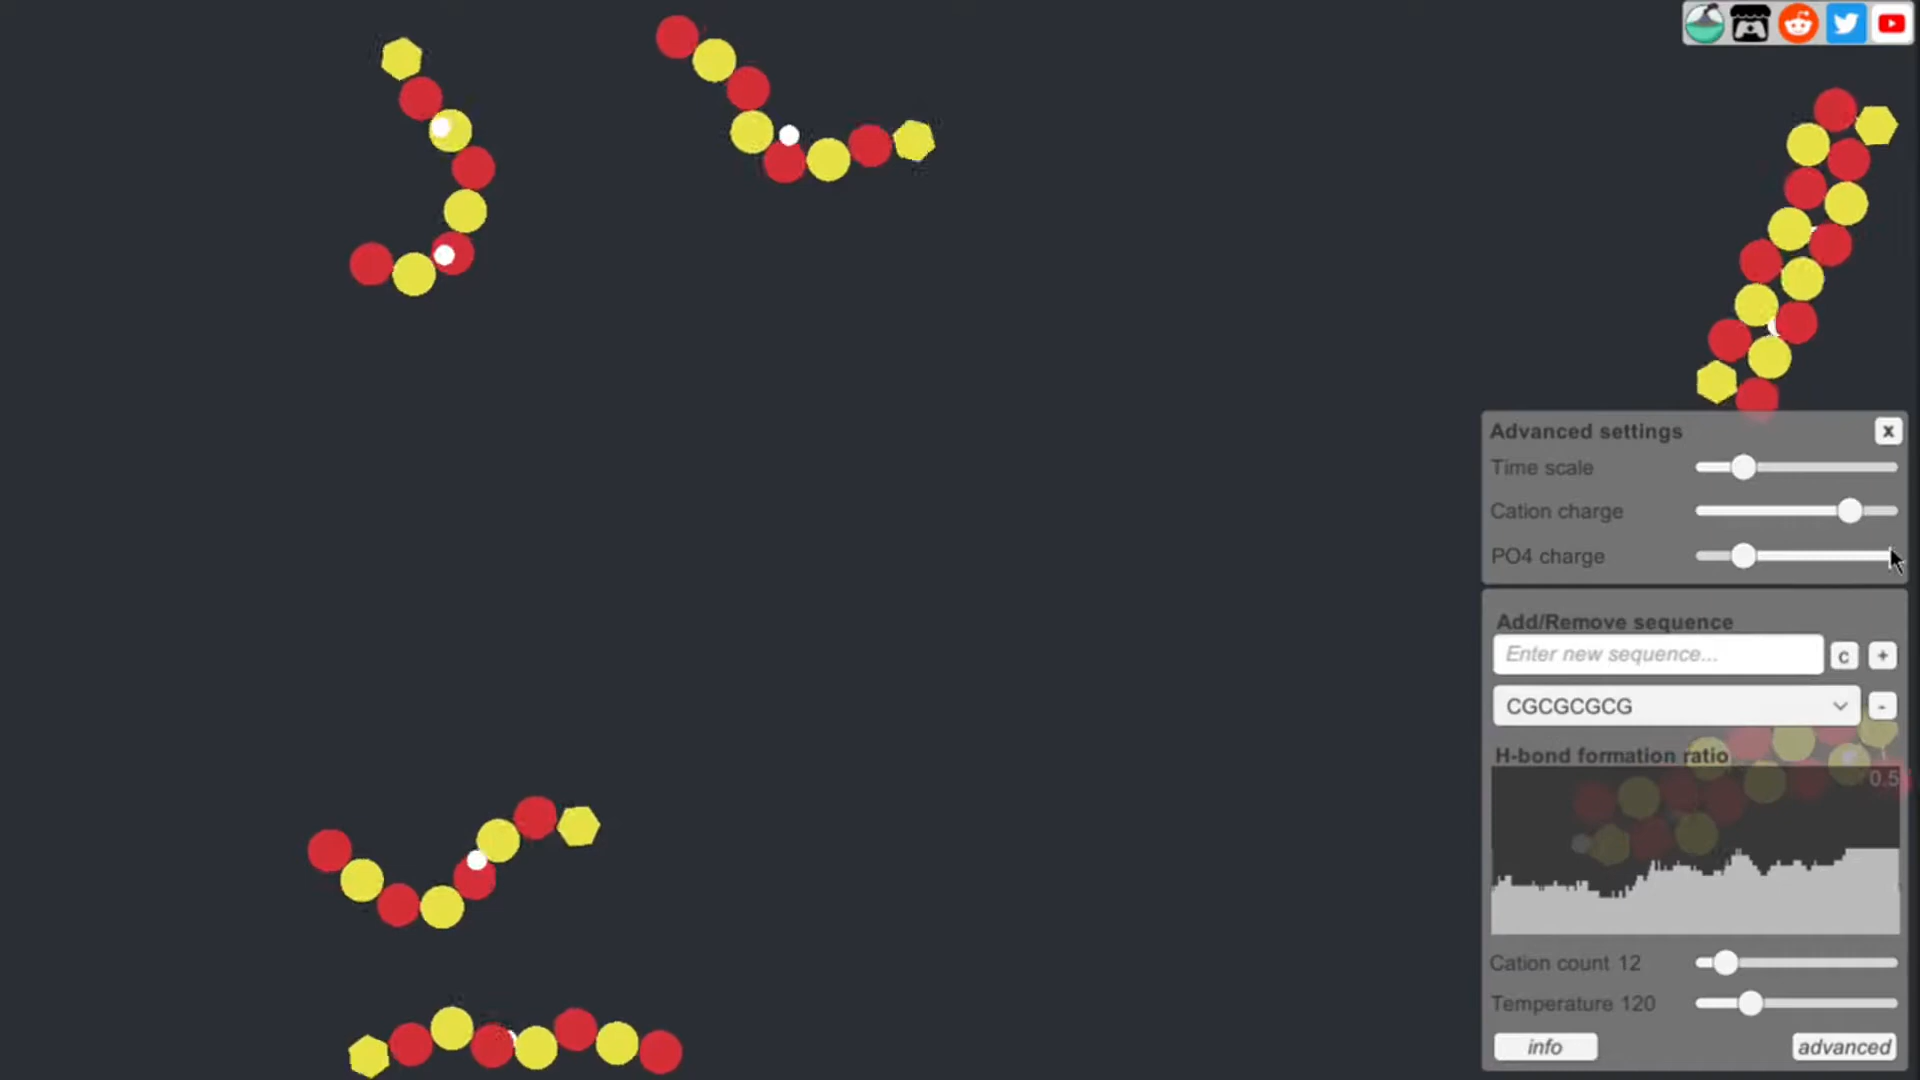 Advanced settings
x
Time scale
Cation charge
PO4 charge
Add/Remove sequence
Enter new sequence...
c
+
CGCGCGCG
-
H-bond formation ratio
0.5
Cation count 12
Temperature 120
info
advanced